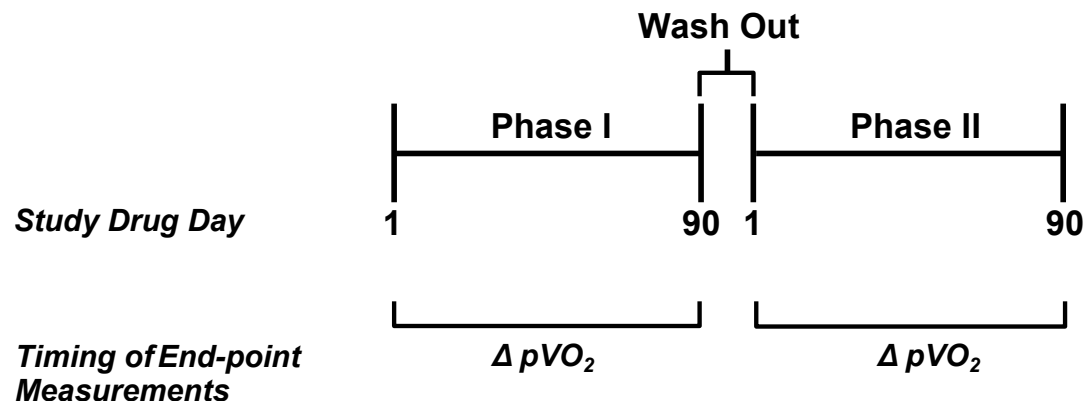 Wash Out
Phase I Phase II
Study Drug Day 1 90 1 90
Timing of End-point Δ pVO₂ Δ pVO₂
Measurements